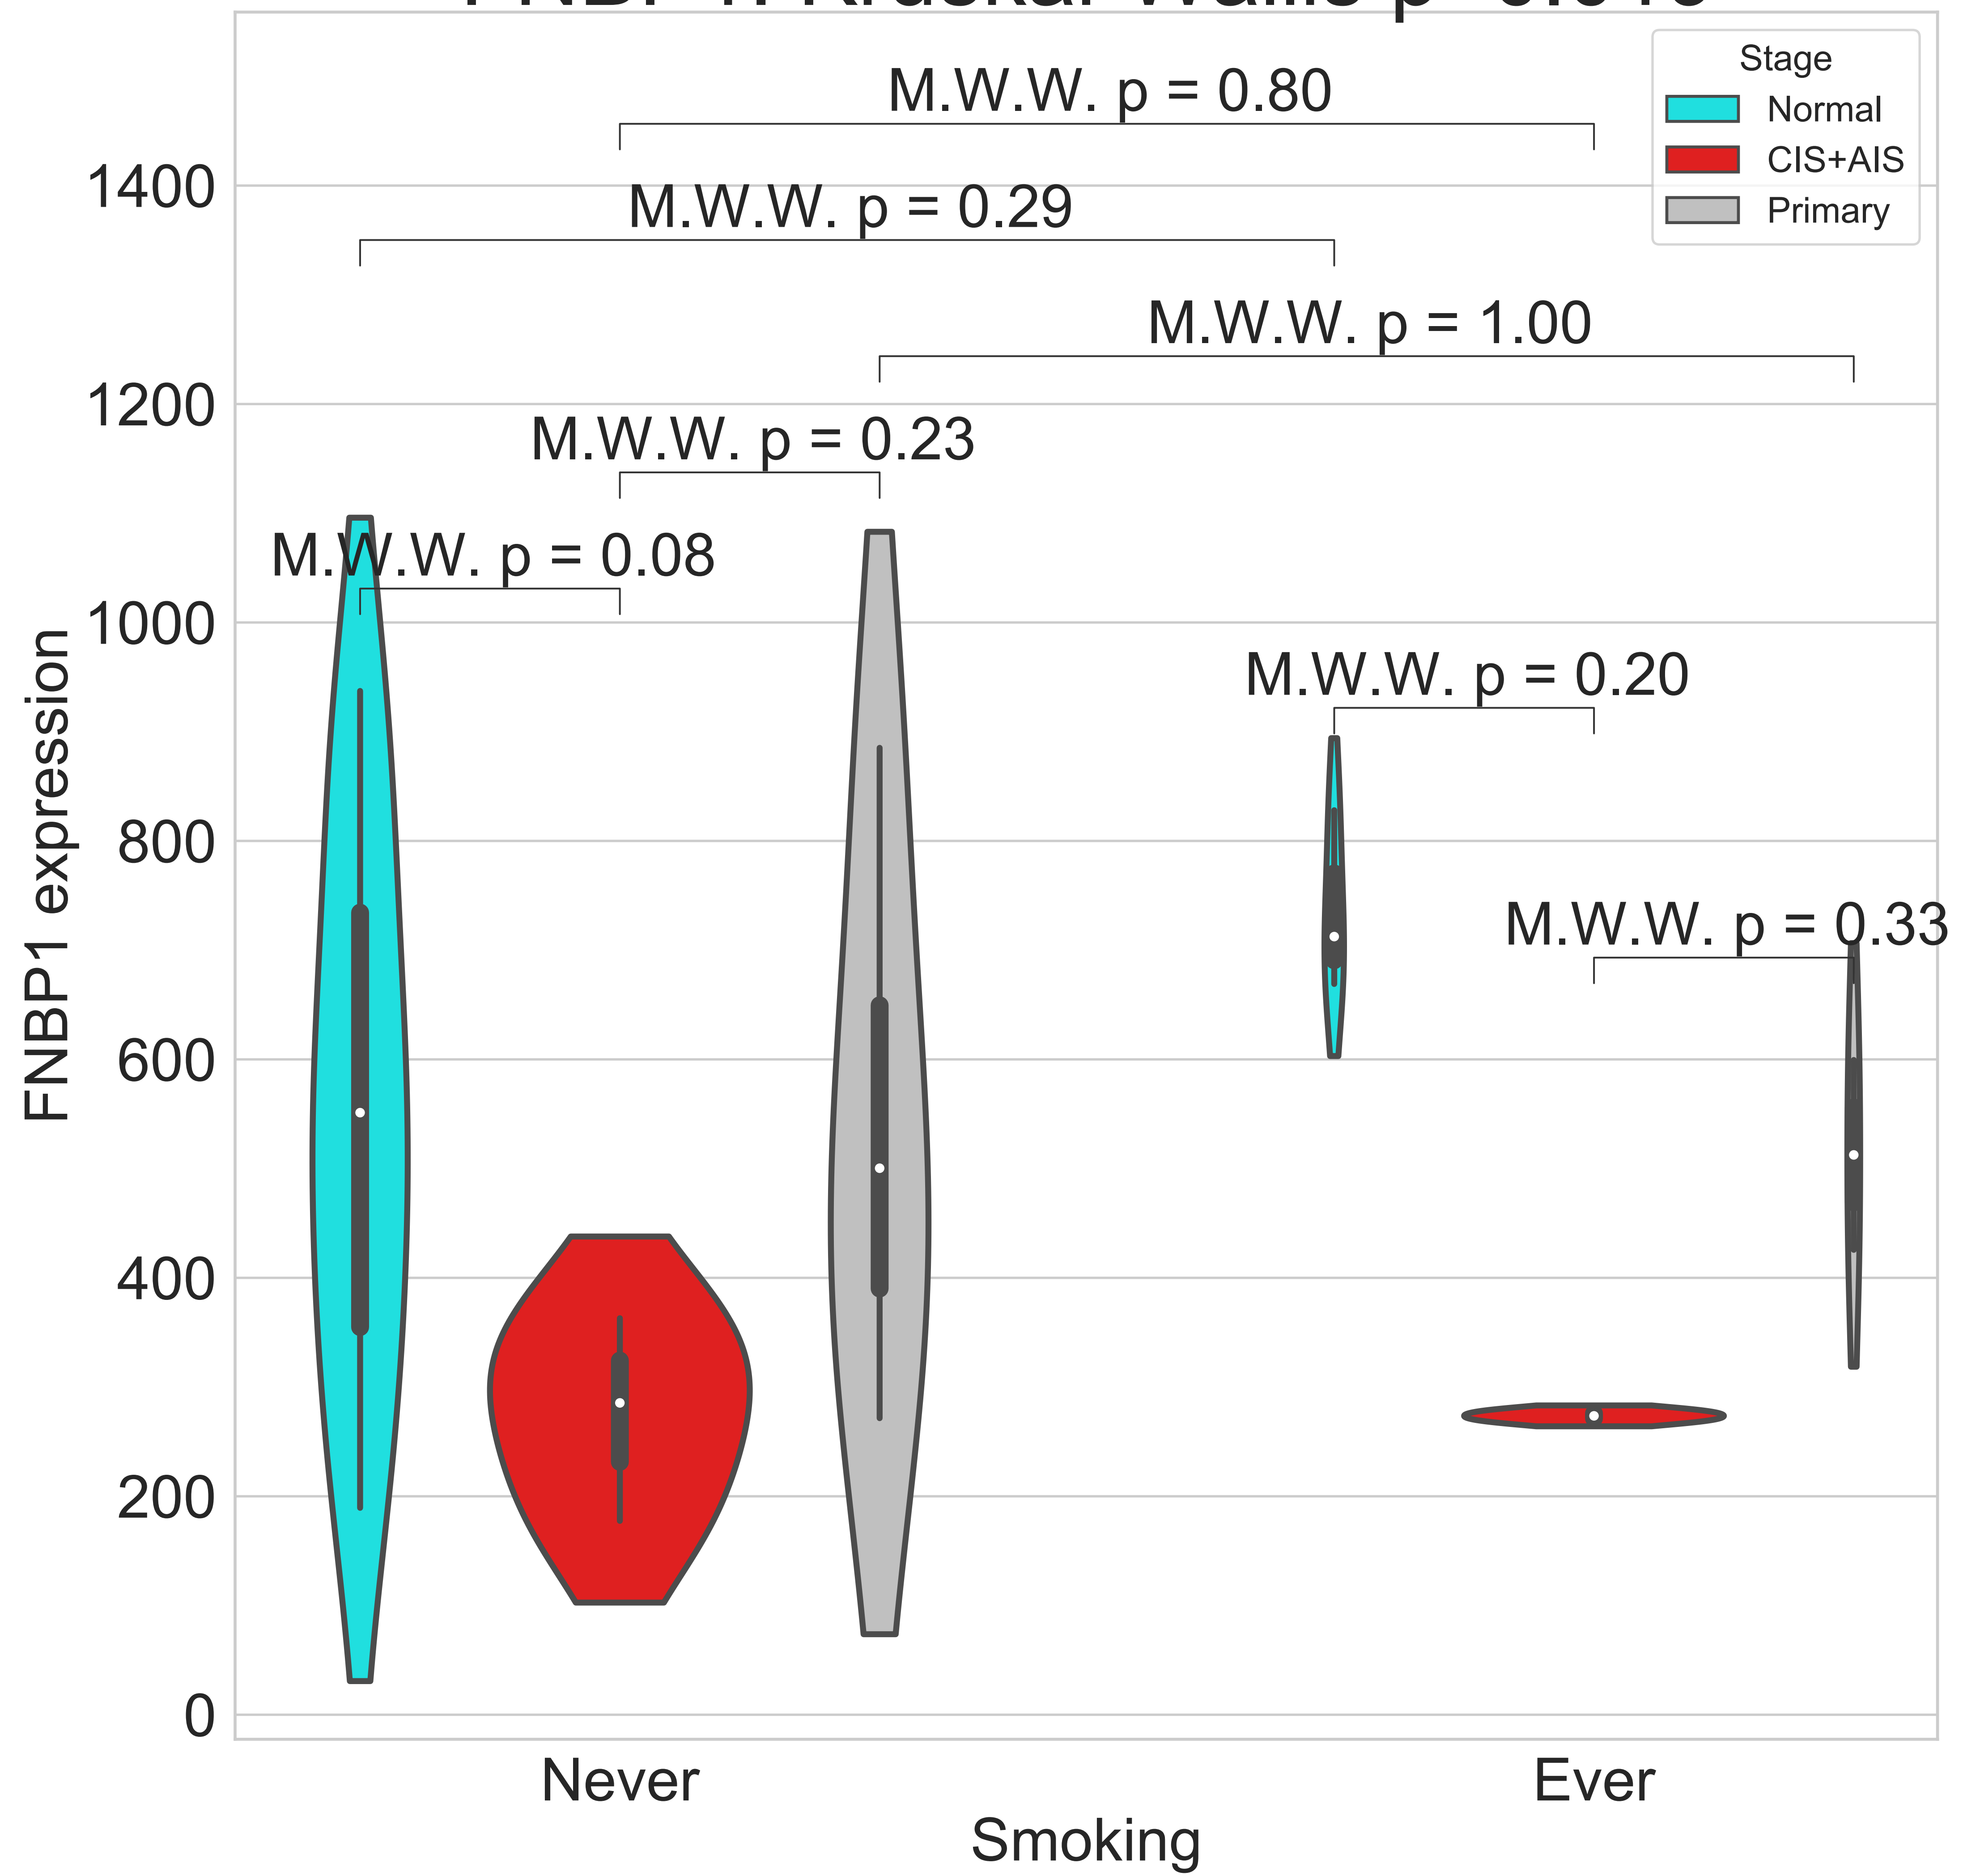 Stage
Normal
CIS+AIS
Primary
M.W.W. p = 0.80
1400
M.W.W. p = 0.29
M.W.W. p = 1.00
1200
M.W.W. p = 0.23
M.W.W. p = 0.08
1000
M.W.W. p = 0.20
800
M.W.W. p = 0.33
600
400
200
0
FNBP1 expression
Never
Ever
Smoking